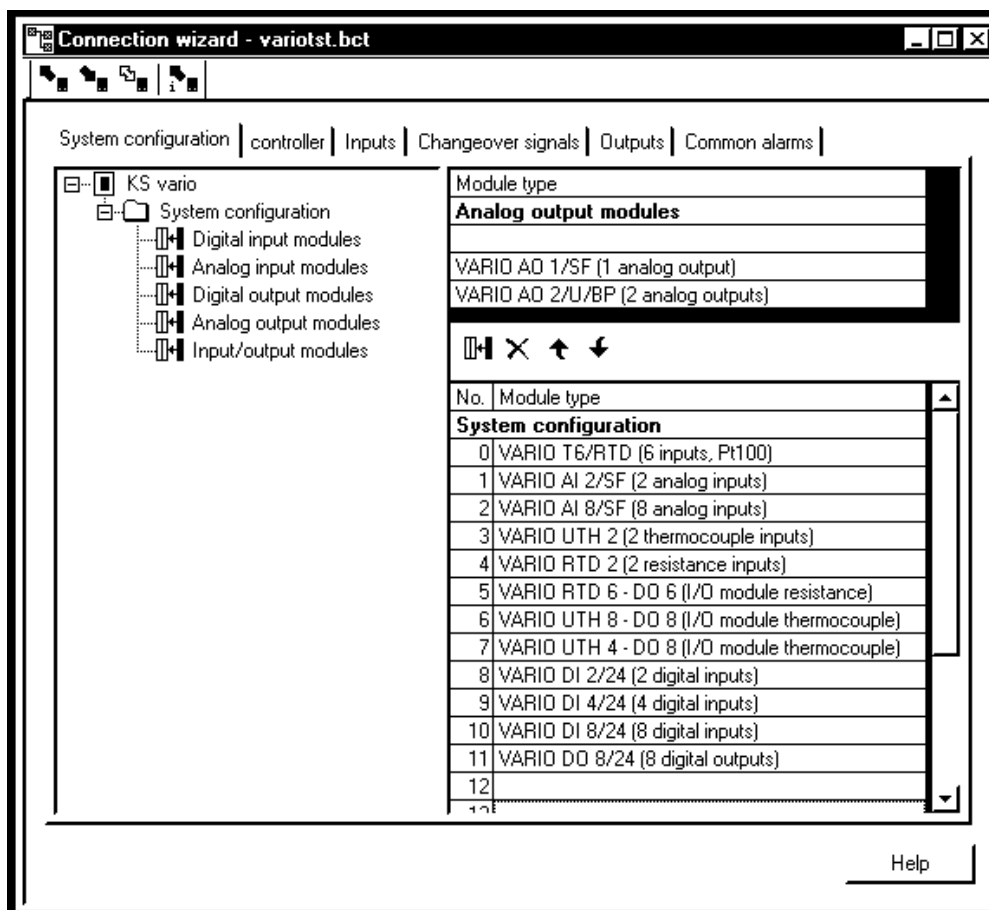 Connection wizard - variotst.bct
System configuration controller Inputs Changeover signals Outputs Common alarms
KS vario
System configuration
Digital input modules
Analog input modules
Digital output modules
Analog output modules
Input/output modules
Module type
Analog output modules
VARIO AO 1/SF (1 analog output)
VARIO AO 2/U/BP (2 analog outputs)
No. Module type
System configuration
0 VARIO T6/RTD (6 inputs, Pt100)
1 VARIO AI 2/SF (2 analog inputs)
2 VARIO AI 8/SF (8 analog inputs)
3 VARIO UTH 2 (2 thermocouple inputs)
4 VARIO RTD 2 (2 resistance inputs)
5 VARIO RTD 6 - DO 6 (I/O module resistance)
6 VARIO UTH 8 - DO 8 (I/O module thermocouple)
7 VARIO UTH 4 - DO 8 (I/O module thermocouple)
8 VARIO DI 2/24 (2 digital inputs)
9 VARIO DI 4/24 (4 digital inputs)
10 VARIO DI 8/24 (8 digital inputs)
11 VARIO DO 8/24 (8 digital outputs)
12
Help